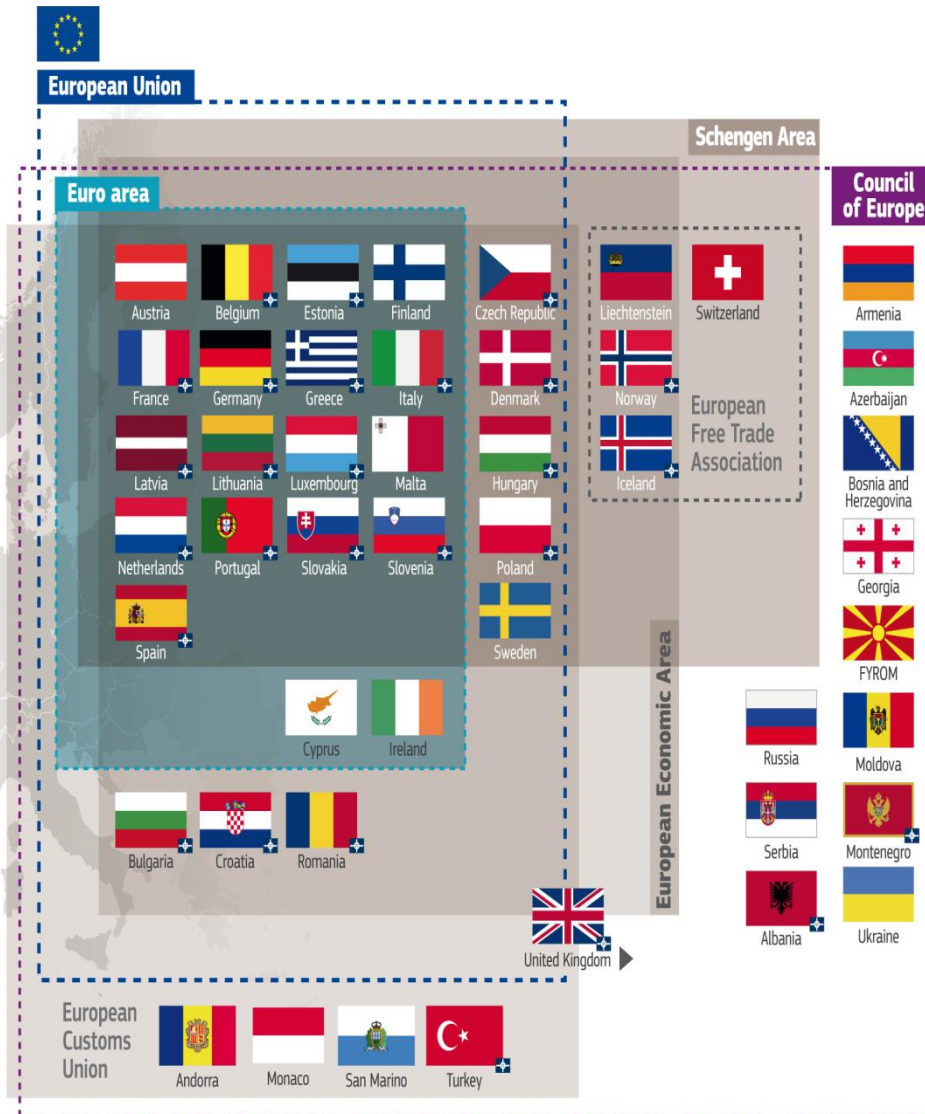 European Union
Schengen Area
Euro area
Council
of Europe
Austria
Belgium
Estonia
Finland
Czech Republic
Liechtenstein
Switzerland
Armenia
France
Germany
Greece
Italy
Denmark
Norway
European
Free Trade
Association
Azerbaijan
Latvia
Lithuania
Luxembourg
Malta
Hungary
Iceland
Bosnia and
Herzegovina
Netherlands
Portugal
Slovakia
Slovenia
Poland
Georgia
Spain
Sweden
FYROM
European Economic Area
Cyprus
Ireland
Russia
Moldova
Bulgaria
Croatia
Romania
Serbia
Montenegro
United Kingdom
Albania
Ukraine
European
Customs
Union
Andorra
Monaco
San Marino
Turkey